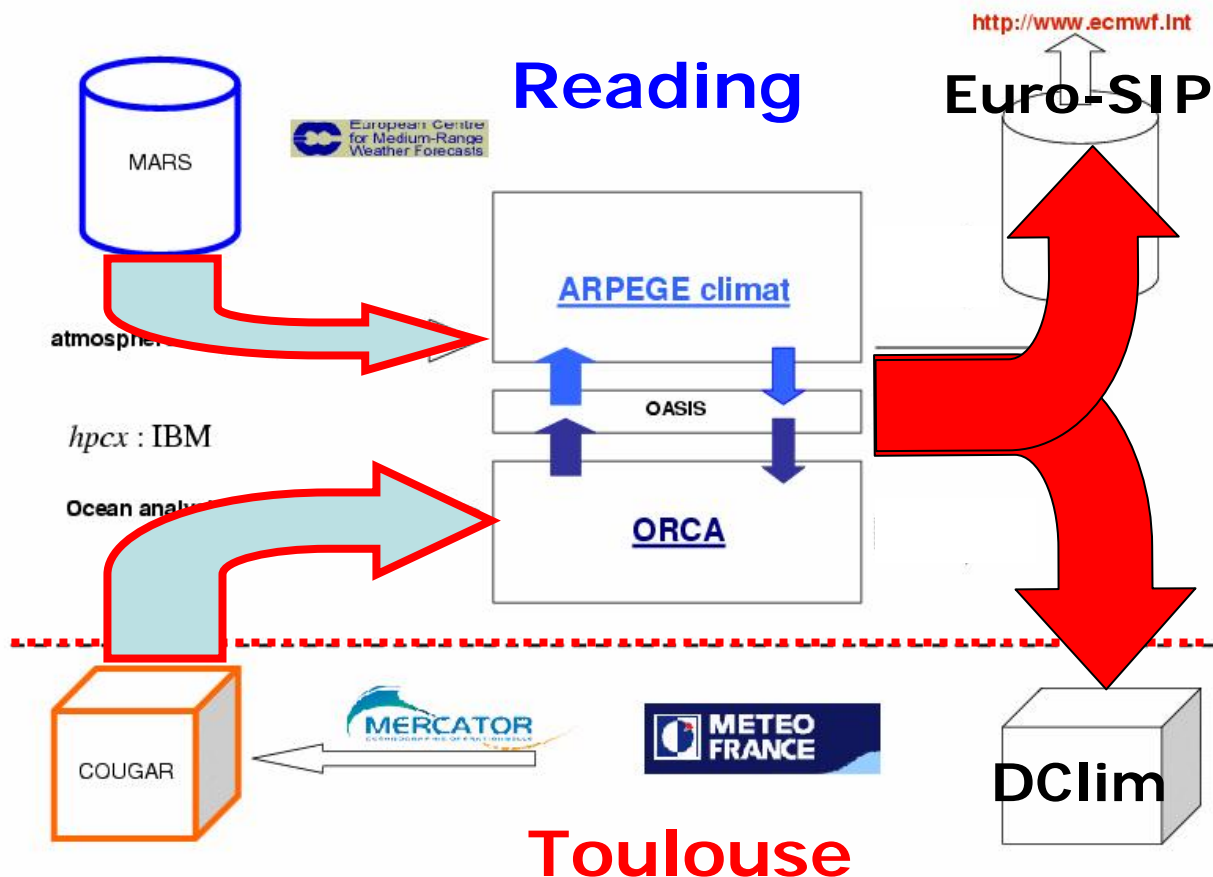 http://www.ecmwf.int
Reading
Euro-SIP
European Centre
for Medium-Range
Weather Forecasts
MARS
ARPEGE climat
OASIS
hpcx : IBM
Ocean
ORCA
MERCATOR
METEO
FRANCE
COUGAR
DClim
Toulouse